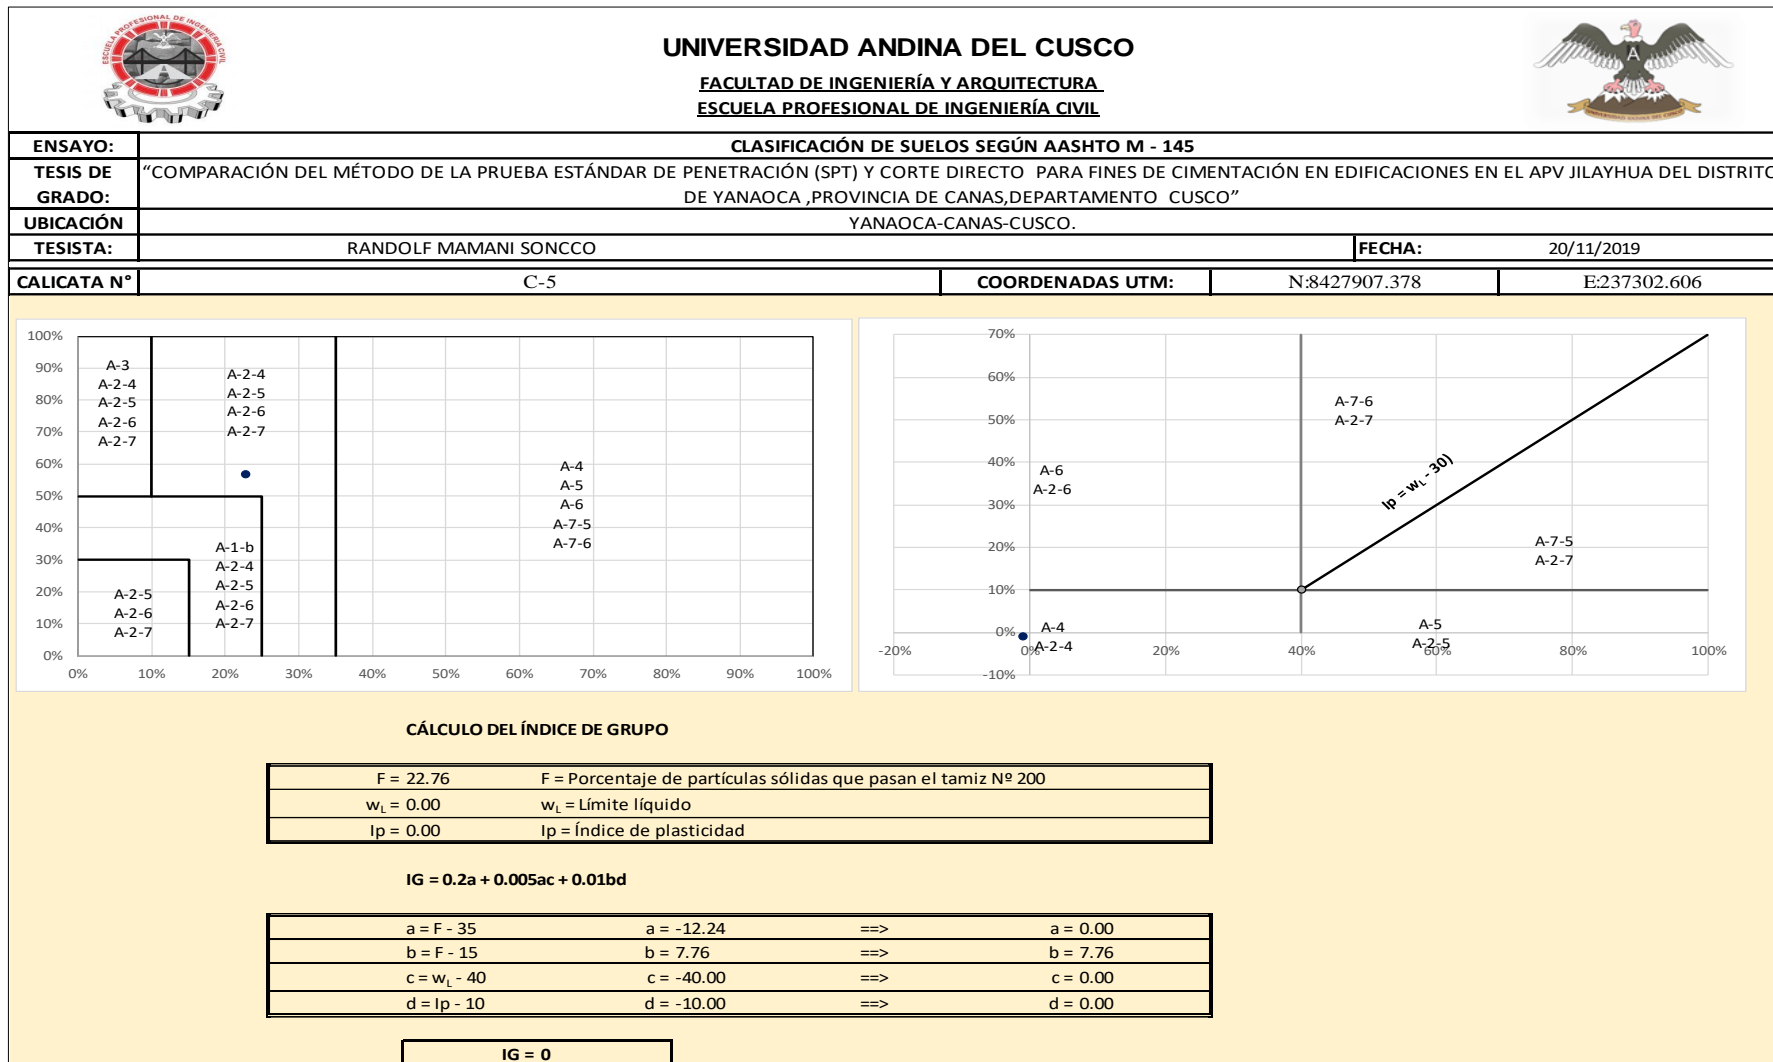 ESCUELA PROFESIONAL DE INGENIERIA CIVIL
UNIVERSIDAD ANDINA DEL CUSCO
FACULTAD DE INGENIERÍA Y ARQUITECTURA
ESCUELA PROFESIONAL DE INGENIERÍA CIVIL
A
UNIVERSIDAD ANDINA DEL CUSCO
ENSAYO: CLASIFICACIÓN DE SUELOS SEGÚN AASHTO M - 145
TESIS DE GRADO: “COMPARACIÓN DEL MÉTODO DE LA PRUEBA ESTÁNDAR DE PENETRACIÓN (SPT) Y CORTE DIRECTO PARA FINES DE CIMENTACIÓN EN EDIFICACIONES EN EL APV JILAYHUA DEL DISTRITO
DE YANAOCA ,PROVINCIA DE CANAS,DEPARTAMENTO CUSCO”
UBICACIÓN YANAOCA-CANAS-CUSCO.
TESISTA: RANDOLF MAMANI SONCCO FECHA: 20/11/2019
CALICATA N° C-5 COORDENADAS UTM: N:8427907.378 E:237302.606
100%
90%
80%
70%
60%
50%
40%
30%
20%
10%
0%
0% 10% 20% 30% 40% 50% 60% 70% 80% 90% 100%
A-3
A-2-4
A-2-5
A-2-6
A-2-7
A-2-4
A-2-5
A-2-6
A-2-7
A-4
A-5
A-6
A-7-5
A-7-6
A-1-b
A-2-4
A-2-5
A-2-6
A-2-7
A-2-5
A-2-6
A-2-7
70%
60%
50%
40%
30%
20%
10%
0%
-10%
-20% 0% 20% 40% 60% 80% 100%
A-7-6
A-2-7
A-6
A-2-6
Ip = wL - 30)
A-7-5
A-2-7
A-4
A-2-4
A-5
A-2-5
CÁLCULO DEL ÍNDICE DE GRUPO
F = 22.76 F = Porcentaje de partículas sólidas que pasan el tamiz Nº 200
wL = 0.00 wL = Límite líquido
Ip = 0.00 Ip = Índice de plasticidad
IG = 0.2a + 0.005ac + 0.01bd
a = F - 35 a = -12.24 ==> a = 0.00
b = F - 15 b = 7.76 ==> b = 7.76
c = wL - 40 c = -40.00 ==> c = 0.00
d = Ip - 10 d = -10.00 ==> d = 0.00
IG = 0